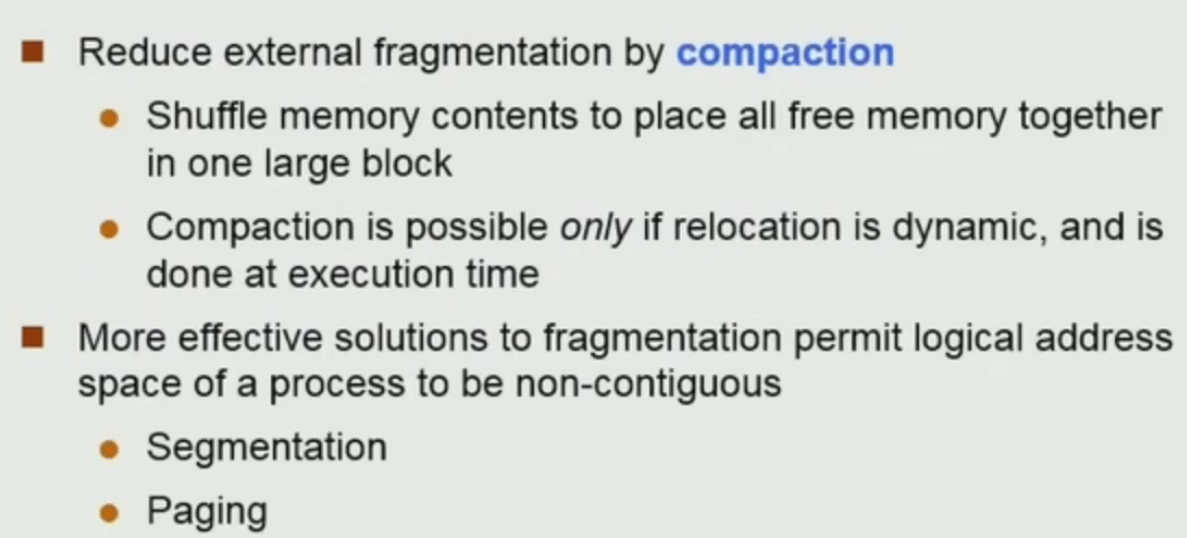 Reduce external fragmentation by compaction
Shuffle memory contents to place all free memory together
in one large block
Compaction is possible only if relocation is dynamic, and is
done at execution time
More effective solutions to fragmentation permit logical address
space of a process to be non-contiguous
Segmentation
Paging